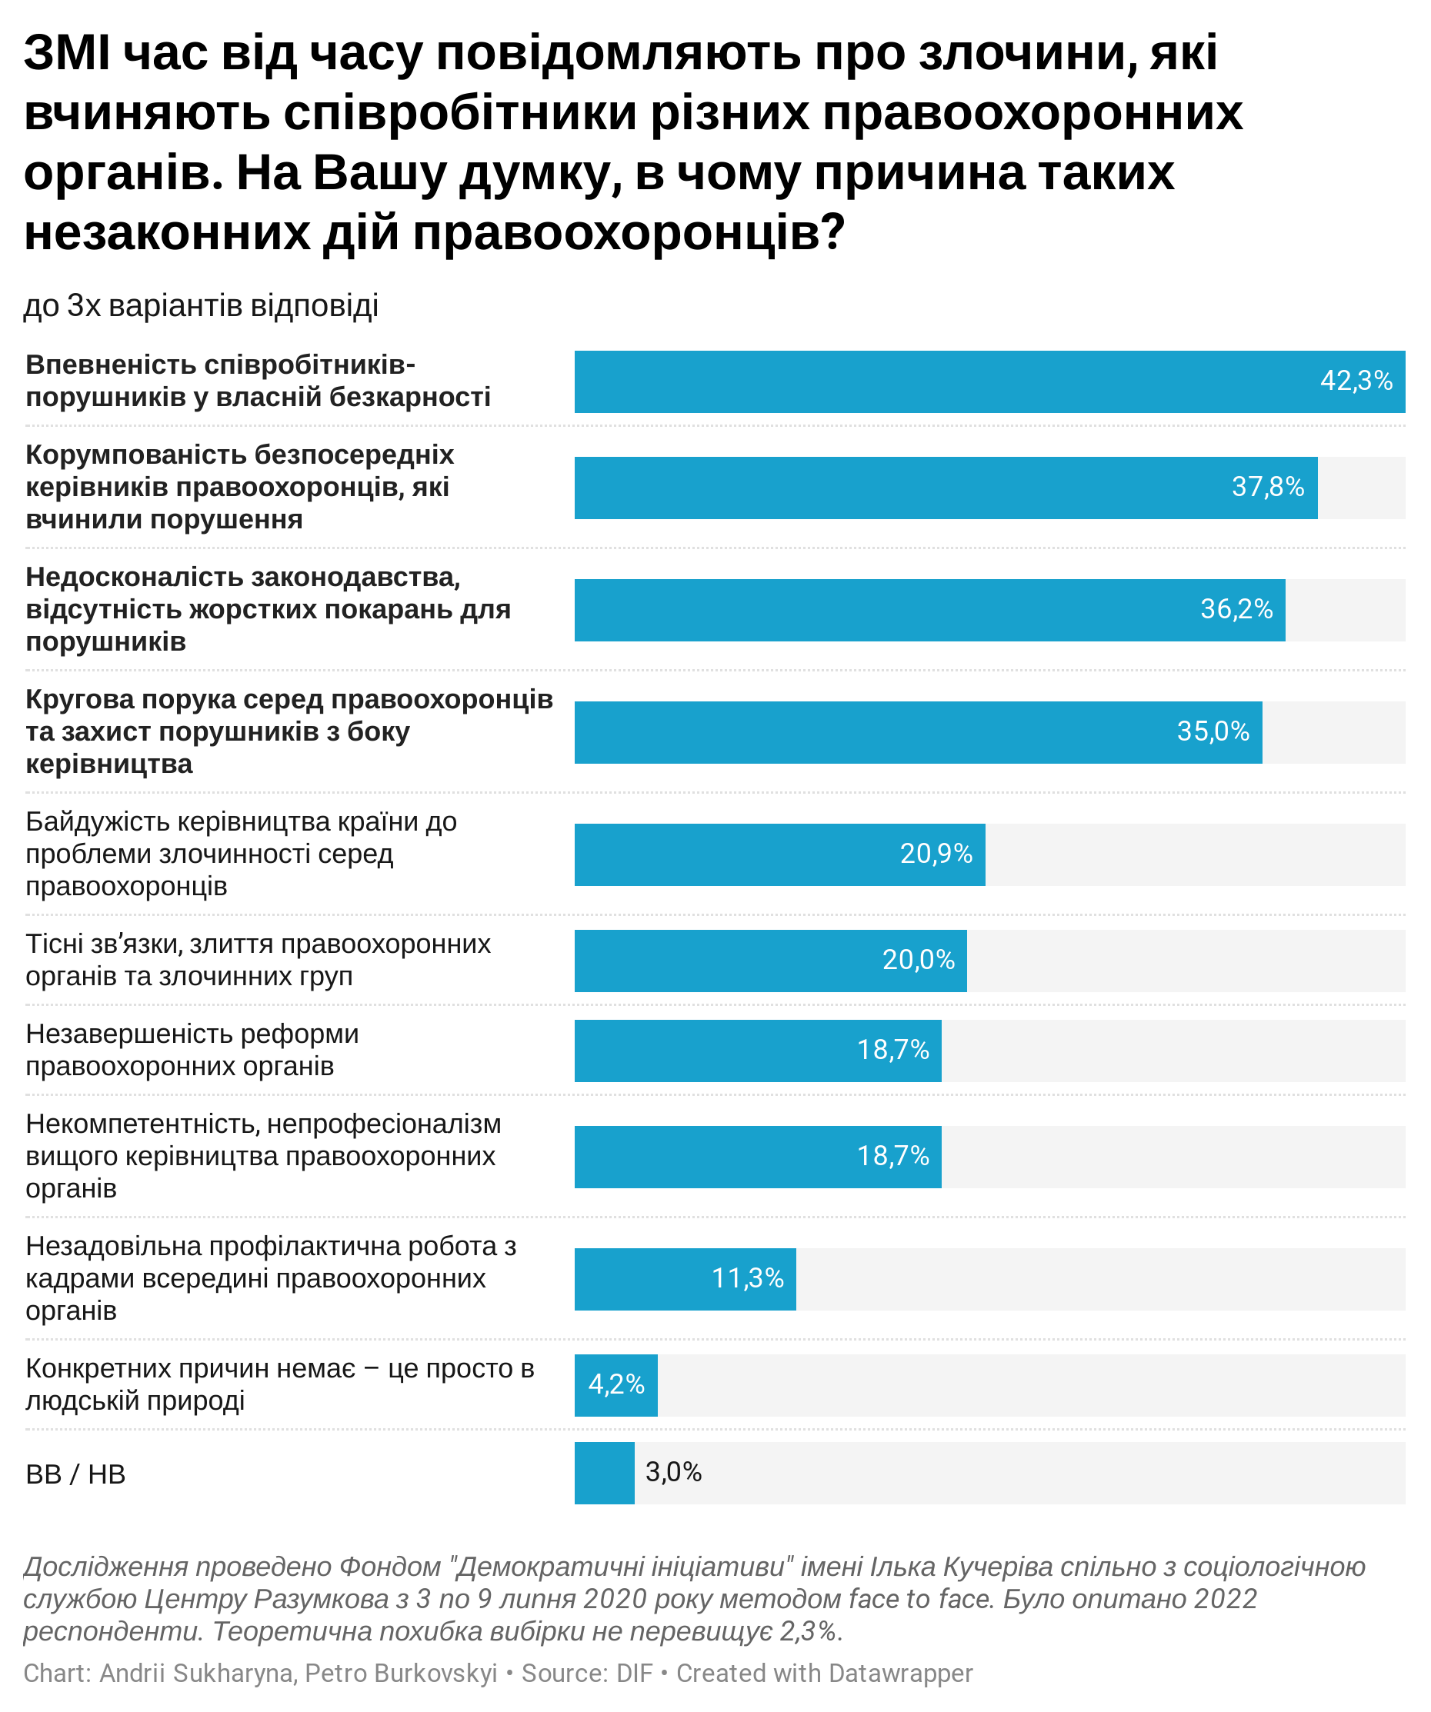 ЗМІ час від часу повідомляють про злочини, які
вчиняють співробітники різних правоохоронних
органів. На Вашу думку, в чому причина таких
незаконних дій правоохоронців?
до 3х варіантів відповіді
Впевненість співробітників-
порушників у власній безкарності
42,3%
Корумпованість безпосередніх
керівників правоохоронців, які
вчинили порушення
37,8%
Недосконалість законодавства,
відсутність жорстких покарань для
порушників
36,2%
Кругова порука серед правоохоронців
та захист порушників з боку
керівництва
35,0%
Байдужість керівництва країни до
проблеми злочинності серед
правоохоронців
20,9%
Тісні зв’язки, злиття правоохоронних
органів та злочинних груп
20,0%
Незавершеність реформи
правоохоронних органів
18,7%
Некомпетентність, непрофесіоналізм
вищого керівництва правоохоронних
органів
18,7%
Незадовільна профілактична робота з
кадрами всередині правоохоронних
органів
11,3%
Конкретних причин немає – це просто в
людській природі
4,2%
ВВ / НВ
3,0%
Дослідження проведено Фондом "Демократичні ініціативи" імені Ілька Кучеріва спільно з соціологічною
службою Центру Разумкова з 3 по 9 липня 2020 року методом face to face. Було опитано 2022
респонденти. Теоретична похибка вибірки не перевищує 2,3%.
Chart: Andrii Sukharyna, Petro Burkovskyi • Source: DIF • Created with Datawrapper